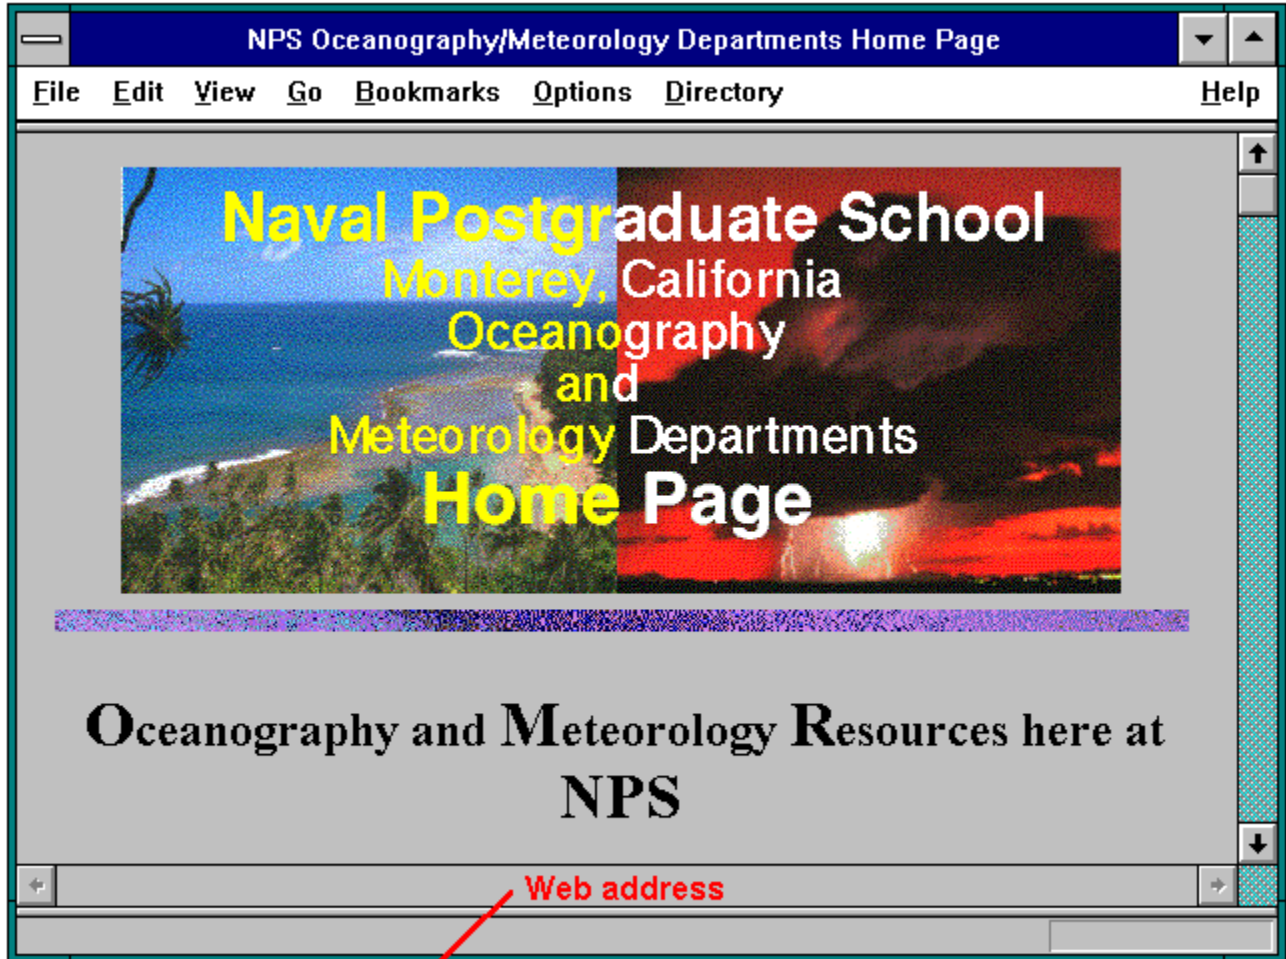 NPS Oceanography/Meteorology Departments Home Page
File Edit View Go Bookmarks Options Directory Help
Naval Postgraduate School
Monterey, California
Oceanography
and
Meteorology Departments
Home Page
Oceanography and Meteorology Resources here at
NPS
Web address